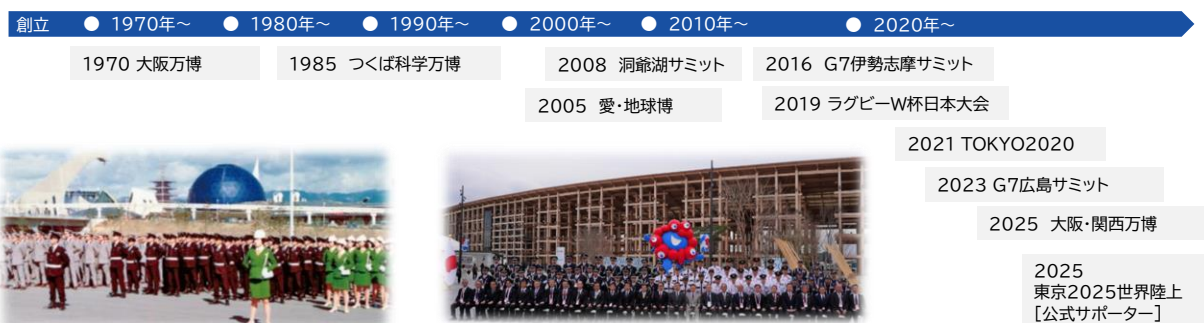 創立 ● 1970年～ ● 1980年～ ● 1990年～ ● 2000年～ ● 2010年～ ● 2020年～
1970 大阪万博
1985 つくば科学万博
2008 洞爺湖サミット
2016 G7伊勢志摩サミット
2005 愛・地球博
2019 ラグビーW杯日本大会
2021 TOKYO2020
2023 G7広島サミット
2025 大阪・関西万博
2025
東京2025世界陸上
[公式サポーター]